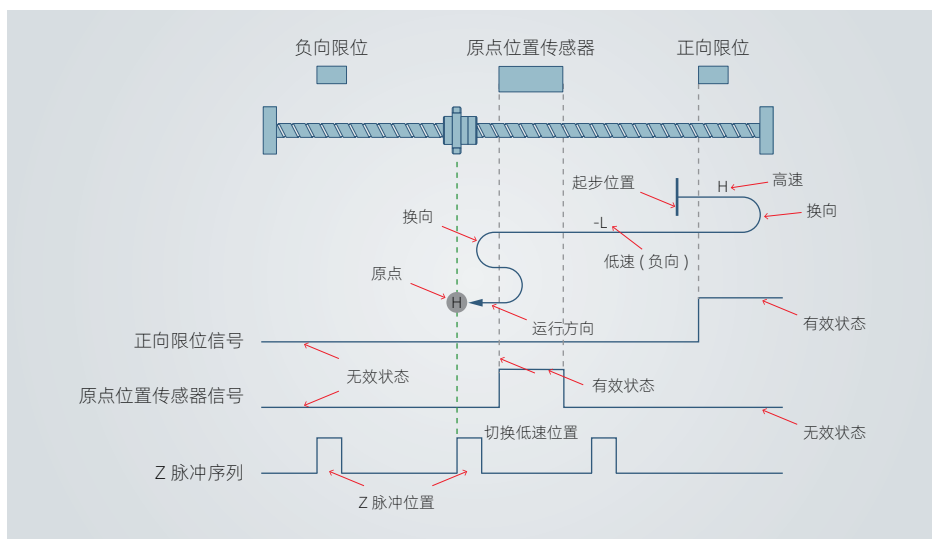 负向限位
原点位置传感器
正向限位
起步位置
H
高速
换向
换向
-L
低速 ( 负向 )
原点
H
运行方向
有效状态
正向限位信号
无效状态
有效状态
原点位置传感器信号
切换低速位置
无效状态
Z 脉冲序列
Z 脉冲位置